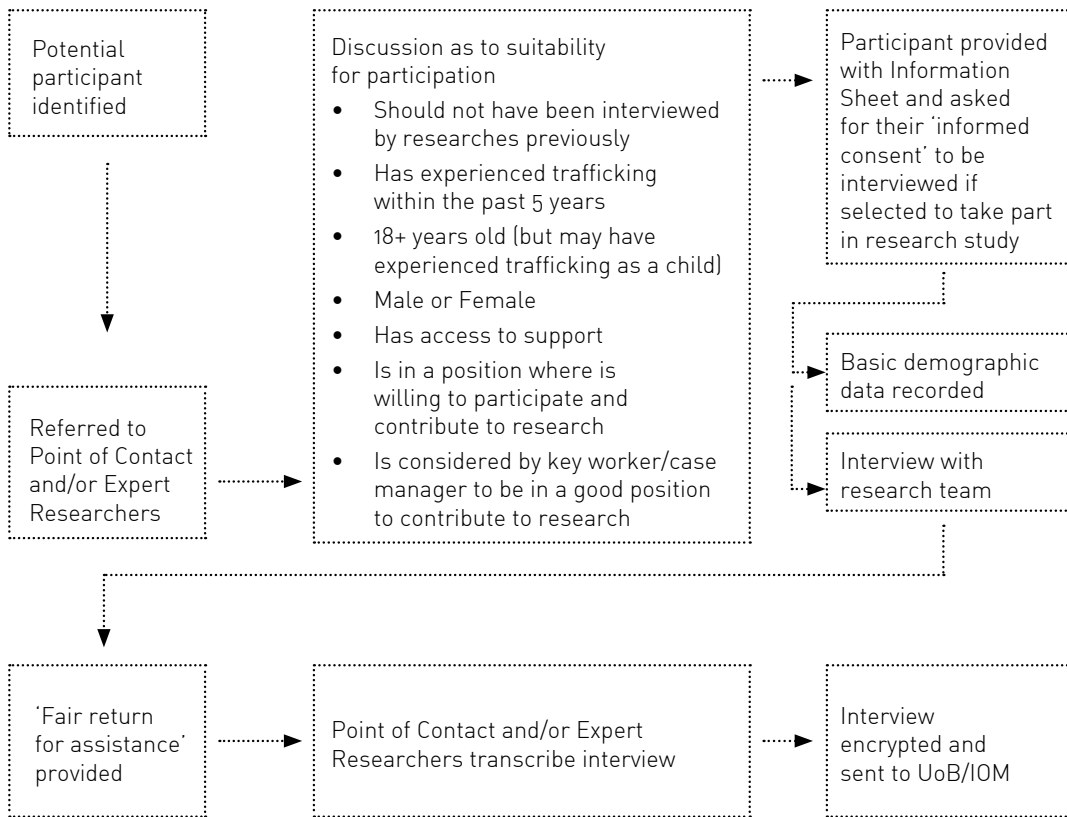 Potential
participant
identified
Referred to
Point of Contact
and/or Expert
Researchers
Discussion as to suitability
for participation
• Should not have been interviewed
by researches previously
• Has experienced trafficking
within the past 5 years
• 18+ years old (but may have
experienced trafficking as a child)
• Male or Female
• Has access to support
• Is in a position where is
willing to participate and
contribute to research
• Is considered by key worker/case
manager to be in a good position
to contribute to research
Participant provided
with Information
Sheet and asked
for their ‘informed
consent’ to be
interviewed if
selected to take part
in research study
Basic demographic
data recorded
Interview with
research team
‘Fair return
for assistance’
provided
Point of Contact and/or Expert
Researchers transcribe interview
Interview
encrypted and
sent to UoB/IOM